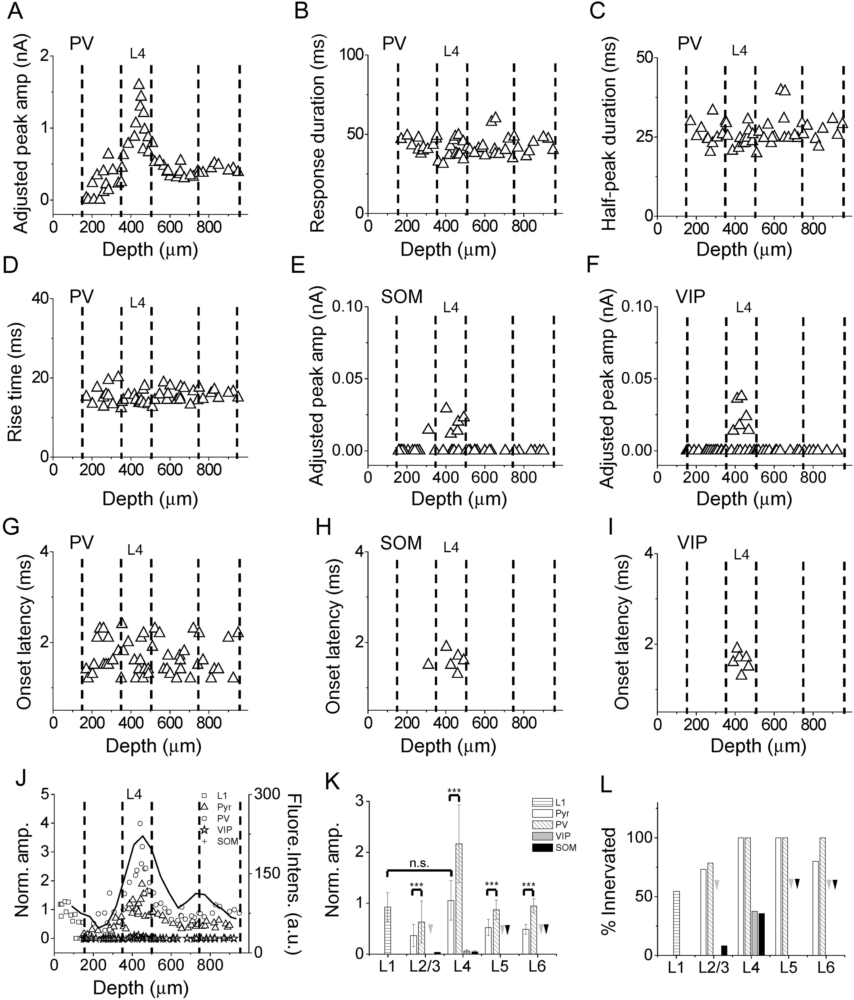 A
PV
L4
Adjusted peak amp (nA)
2
1
0
0 200 400 600 800
Depth (μm)
B
PV
L4
Response duration (ms)
100
50
0
0 200 400 600 800
Depth (μm)
C
PV
L4
Half-peak duration (ms)
50
25
0
0 200 400 600 800
Depth (μm)
D
PV
L4
Rise time (ms)
40
20
0
0 200 400 600 800
Depth (μm)
E
SOM
L4
Adjusted peak amp (nA)
0.10
0.05
0.00
0 200 400 600 800
Depth (μm)
F
VIP
L4
Adjusted peak amp (nA)
0.10
0.05
0.00
0 200 400 600 800
Depth (μm)
G
PV
L4
Onset latency (ms)
4
2
0 200 400 600 800
Depth (μm)
H
SOM
L4
Onset latency (ms)
4
2
0 200 400 600 800
Depth (μm)
I
VIP
L4
Onset latency (ms)
4
2
0 200 400 600 800
Depth (μm)
J
L4
L1
Pyr
PV
VIP
SOM
Norm. amp.
5
4
3
2
1
0
300
150
0
Fluore.Intens. (a.u.)
0 200 400 600 800
Depth (μm)
K
Norm. amp.
3
2
1
0
n.s.
***
***
***
***
L1
Pyr
PV
VIP
SOM
L1 L2/3 L4 L5 L6
L
% Innervated
100
50
0
L1 L2/3 L4 L5 L6